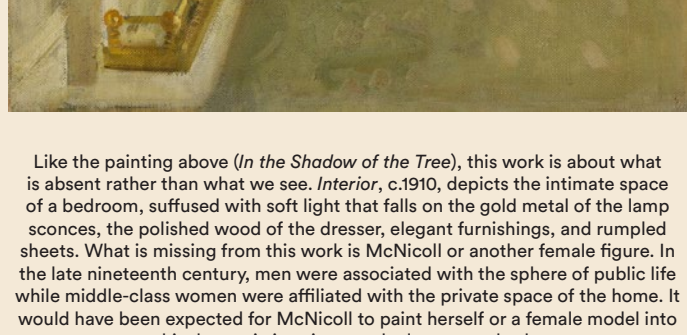 Like the painting above (In the Shadow of the Tree), this work is about what
is absent rather than what we see. Interior, c.1910, depicts the intimate space
of a bedroom, suffused with soft light that falls on the gold metal of the lamp
sconces, the polished wood of the dresser, elegant furnishings, and rumpled
sheets. What is missing from this work is McNicoll or another female figure. In
the late nineteenth century, men were associated with the sphere of public life
while middle-class women were affiliated with the private space of the home. It
would have been expected for McNicoll to paint herself or a female model into